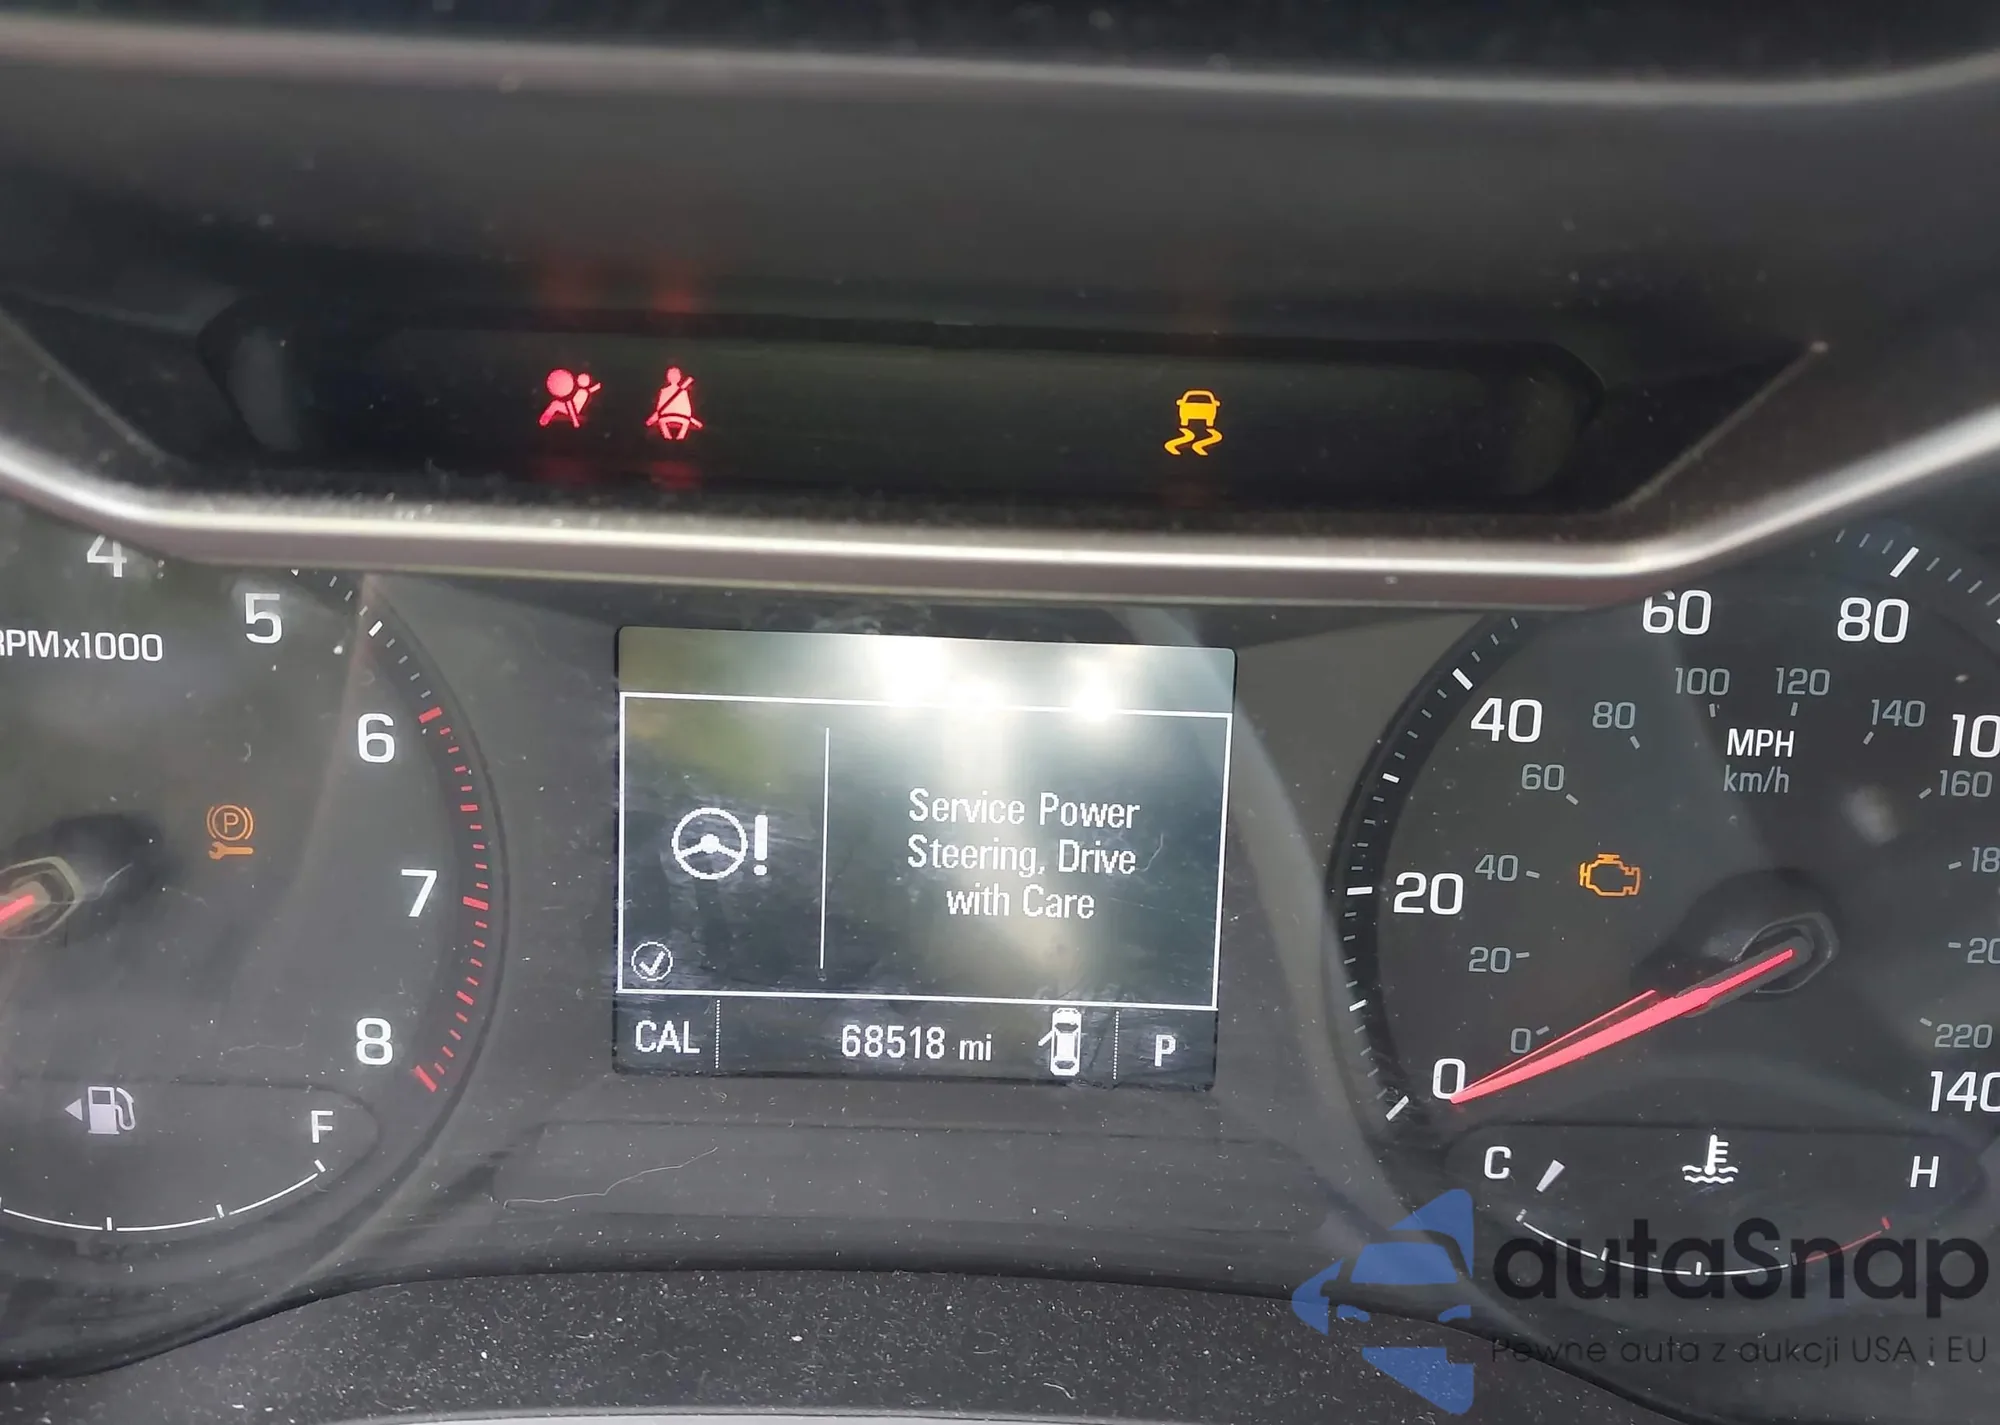 4
5
RPMx1000
6
7
8
P
F
Service Power
Steering, Drive
with Care
CAL
68518 mi
P
60
80
100
120
40
80
140
MPH
km/h
60
160
20
40
20
0
0
220
140
C
H
autaSnap
Pewne auta z aukcji USA i EU